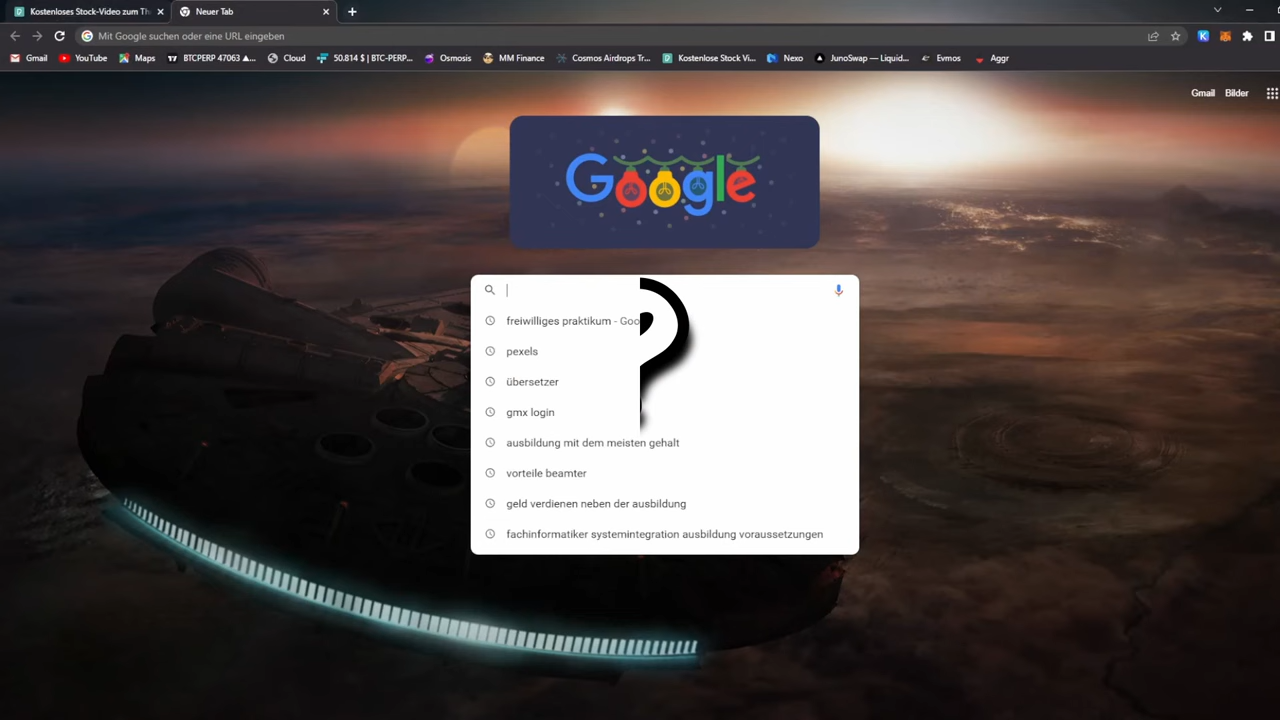 Kostenloses Stock-Video zum Th
Neuer Tab
Mit Google suchen oder eine URL eingeben
Gmail
YouTube
Maps
BTCPERP 47063 ▲...
Cloud
50.814 $ | BTC-PERP...
Osmosis
MM Finance
Cosmos Airdrops Tr...
Kostenlose Stock Vi...
Nexo
JunoSwap — Liquid...
Evmos
Aggr
Gmail
Bilder
Google
freiwilliges praktikum - Goo
pexels
übersetzer
gmx login
ausbildung mit dem meisten gehalt
vorteile beamter
geld verdienen neben der ausbildung
fachinformatiker systemintegration ausbildung voraussetzungen